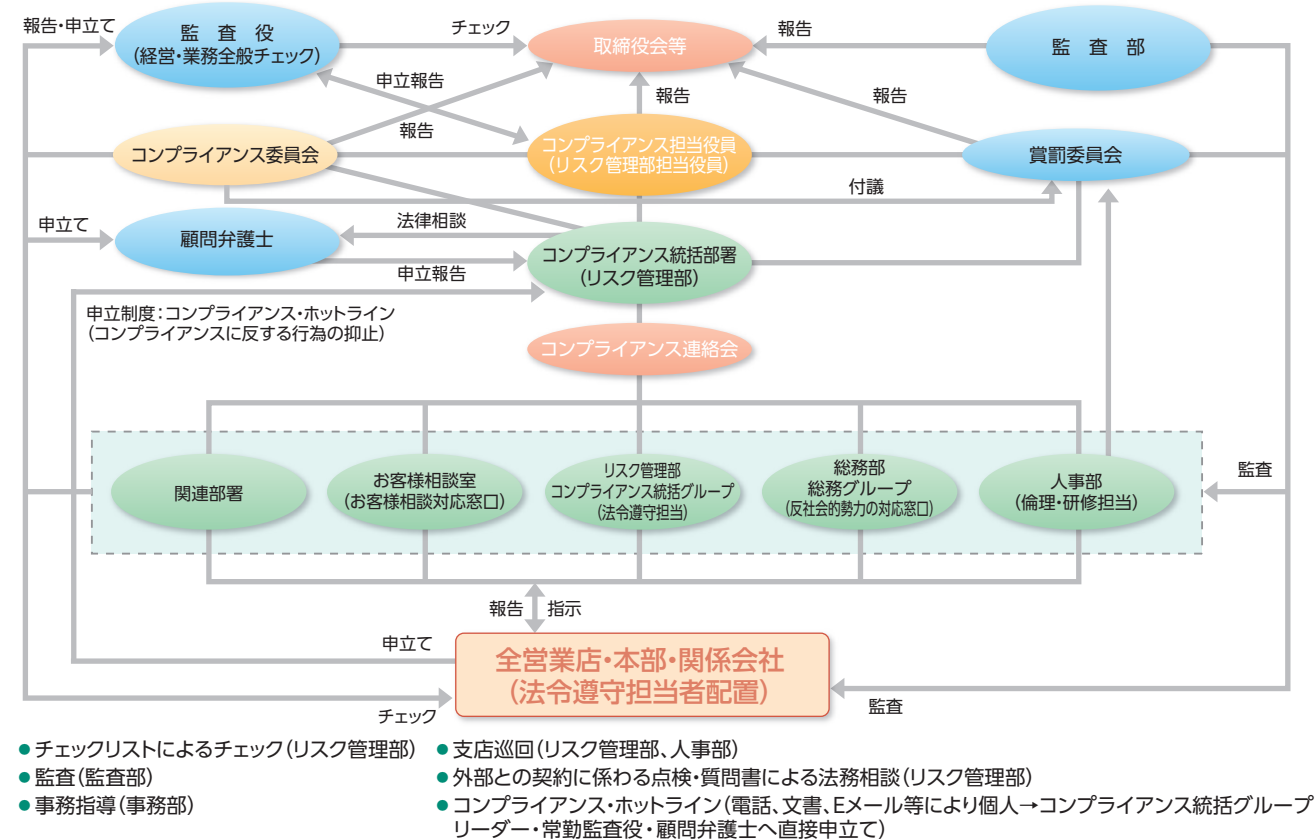 報告・申立て
監査役
(経営・業務全般チェック)
チェック
取締役会等
報告
監査部
申立報告
報告
報告
報告
コンプライアンス委員会
コンプライアンス担当役員
(リスク管理部担当役員)
賞罰委員会
付議
申立て
顧問弁護士
法律相談
申立報告
コンプライアンス統括部署
(リスク管理部)
申立制度：コンプライアンス・ホットライン
(コンプライアンスに反する行為の抑止)
コンプライアンス連絡会
関連部署
お客様相談室
(お客様相談対応窓口)
リスク管理部
コンプライアンス統括グループ
(法令遵守担当)
総務部
総務グループ
(反社会的勢力の対応窓口)
人事部
(倫理・研修担当)
監査
報告 指示
申立て
全営業店・本部・関係会社
(法令遵守担当者配置)
チェック
監査
●チェックリストによるチェック(リスク管理部)
●監査(監査部)
●事務指導(事務部)
●支店巡回(リスク管理部、人事部)
●外部との契約に係わる点検・質問書による法務相談(リスク管理部)
●コンプライアンス・ホットライン(電話、文書、Eメール等により個人→コンプライアンス統括グループ
リーダー・常勤監査役・顧問弁護士へ直接申立て)